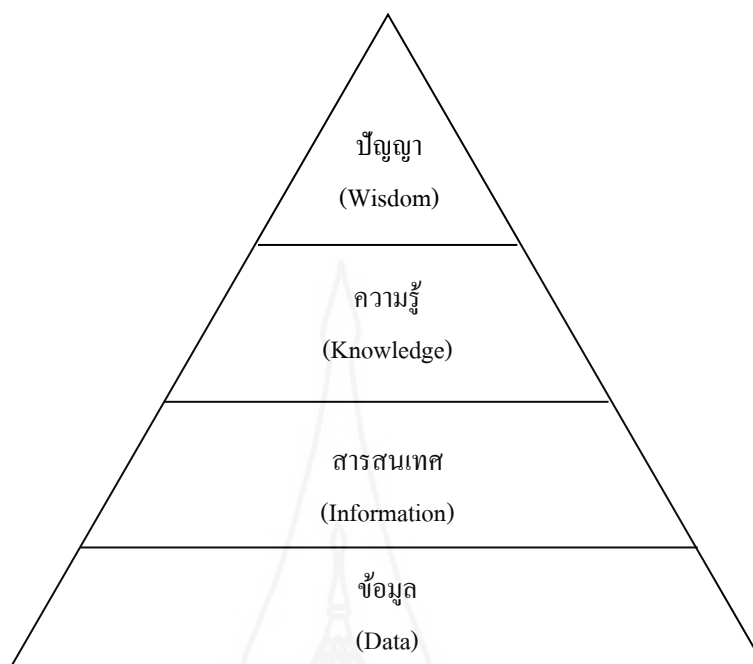 ปัญญา
(Wisdom)
ความรู้
(Knowledge)
สารสนเทศ
(Information)
ข้อมูล
(Data)